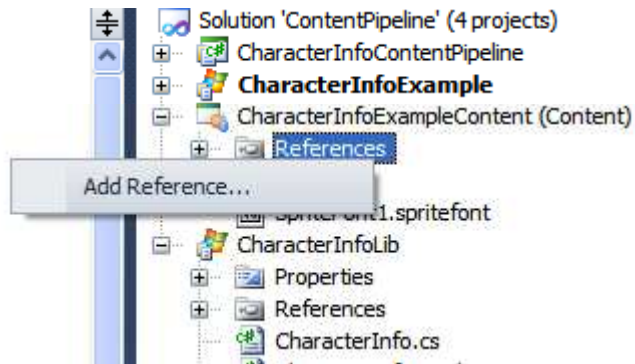 Solution 'ContentPipeline' (4 projects)
CharacterInfoContentPipeline
CharacterInfoExample
CharacterInfoExampleContent (Content)
References
Add Reference...
SpriteFont1.spritefont
CharacterInfoLib
Properties
References
CharacterInfo.cs